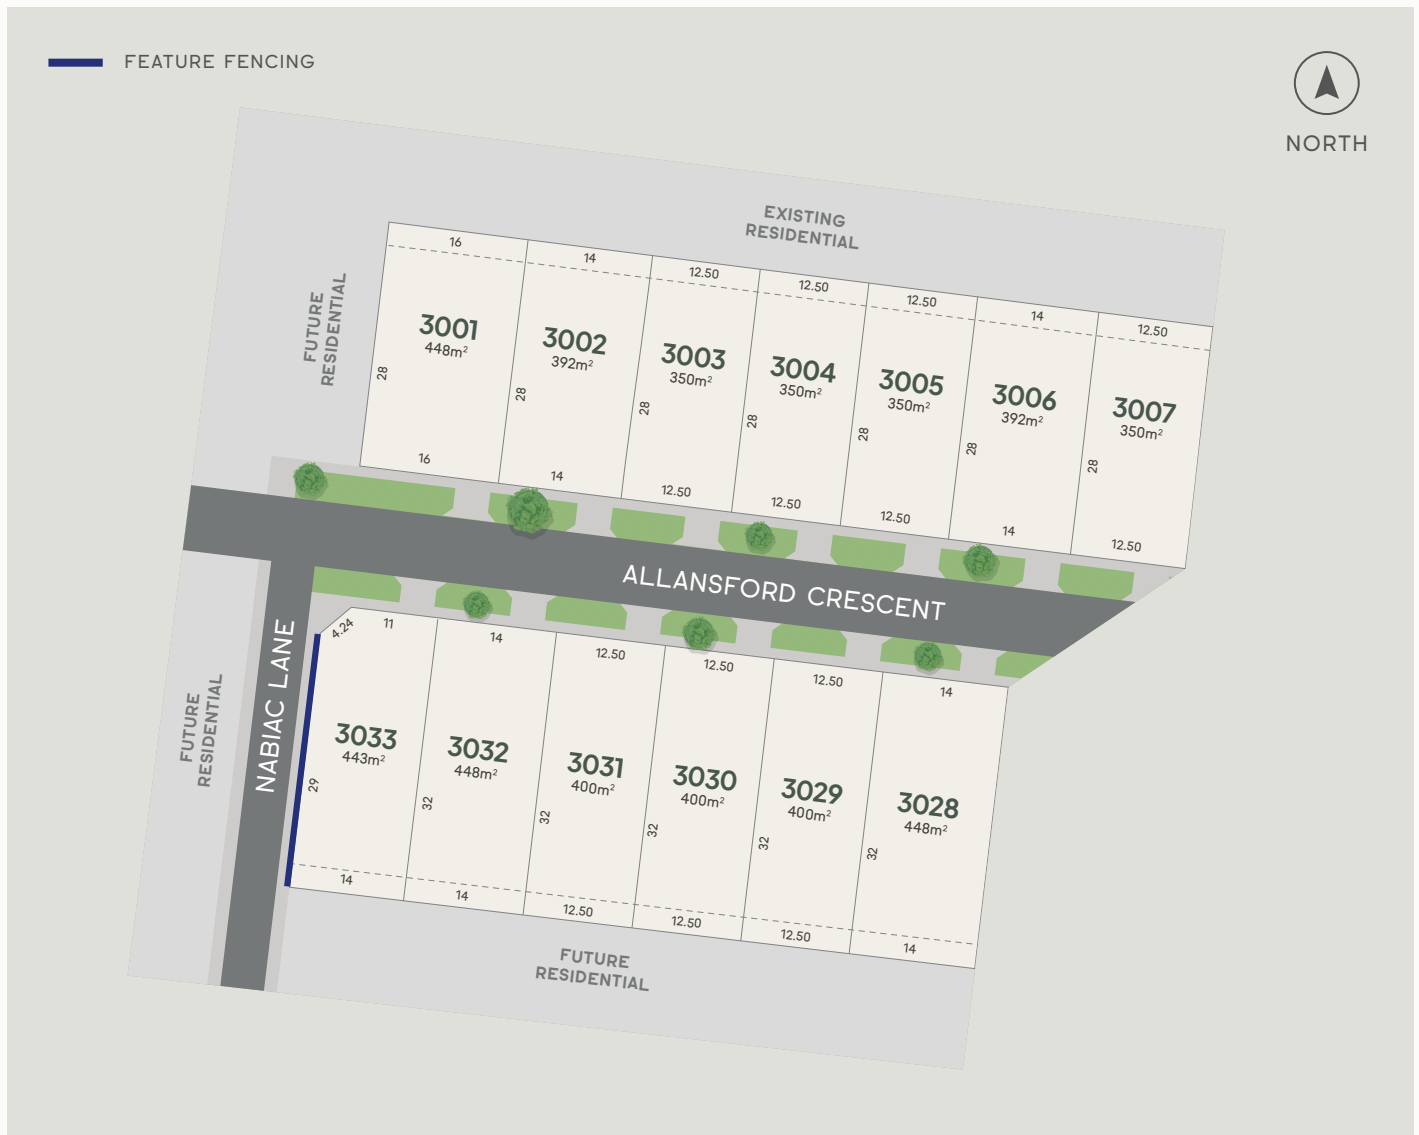 FEATURE FENCING
NORTH
EXISTING
RESIDENTIAL
FUTURE
RESIDENTIAL
16
14
12.50
12.50
12.50
14
12.50
3001
448m²
3002
392m²
3003
350m²
3004
350m²
3005
350m²
3006
392m²
3007
350m²
28
28
28
28
28
28
28
16
14
12.50
12.50
12.50
14
12.50
ALLANSFORD CRESCENT
NABIAC LANE
FUTURE
RESIDENTIAL
4.24
11
14
12.50
12.50
12.50
14
3033
443m²
3032
448m²
3031
400m²
3030
400m²
3029
400m²
3028
448m²
29
32
32
32
32
32
14
14
12.50
12.50
12.50
14
FUTURE
RESIDENTIAL